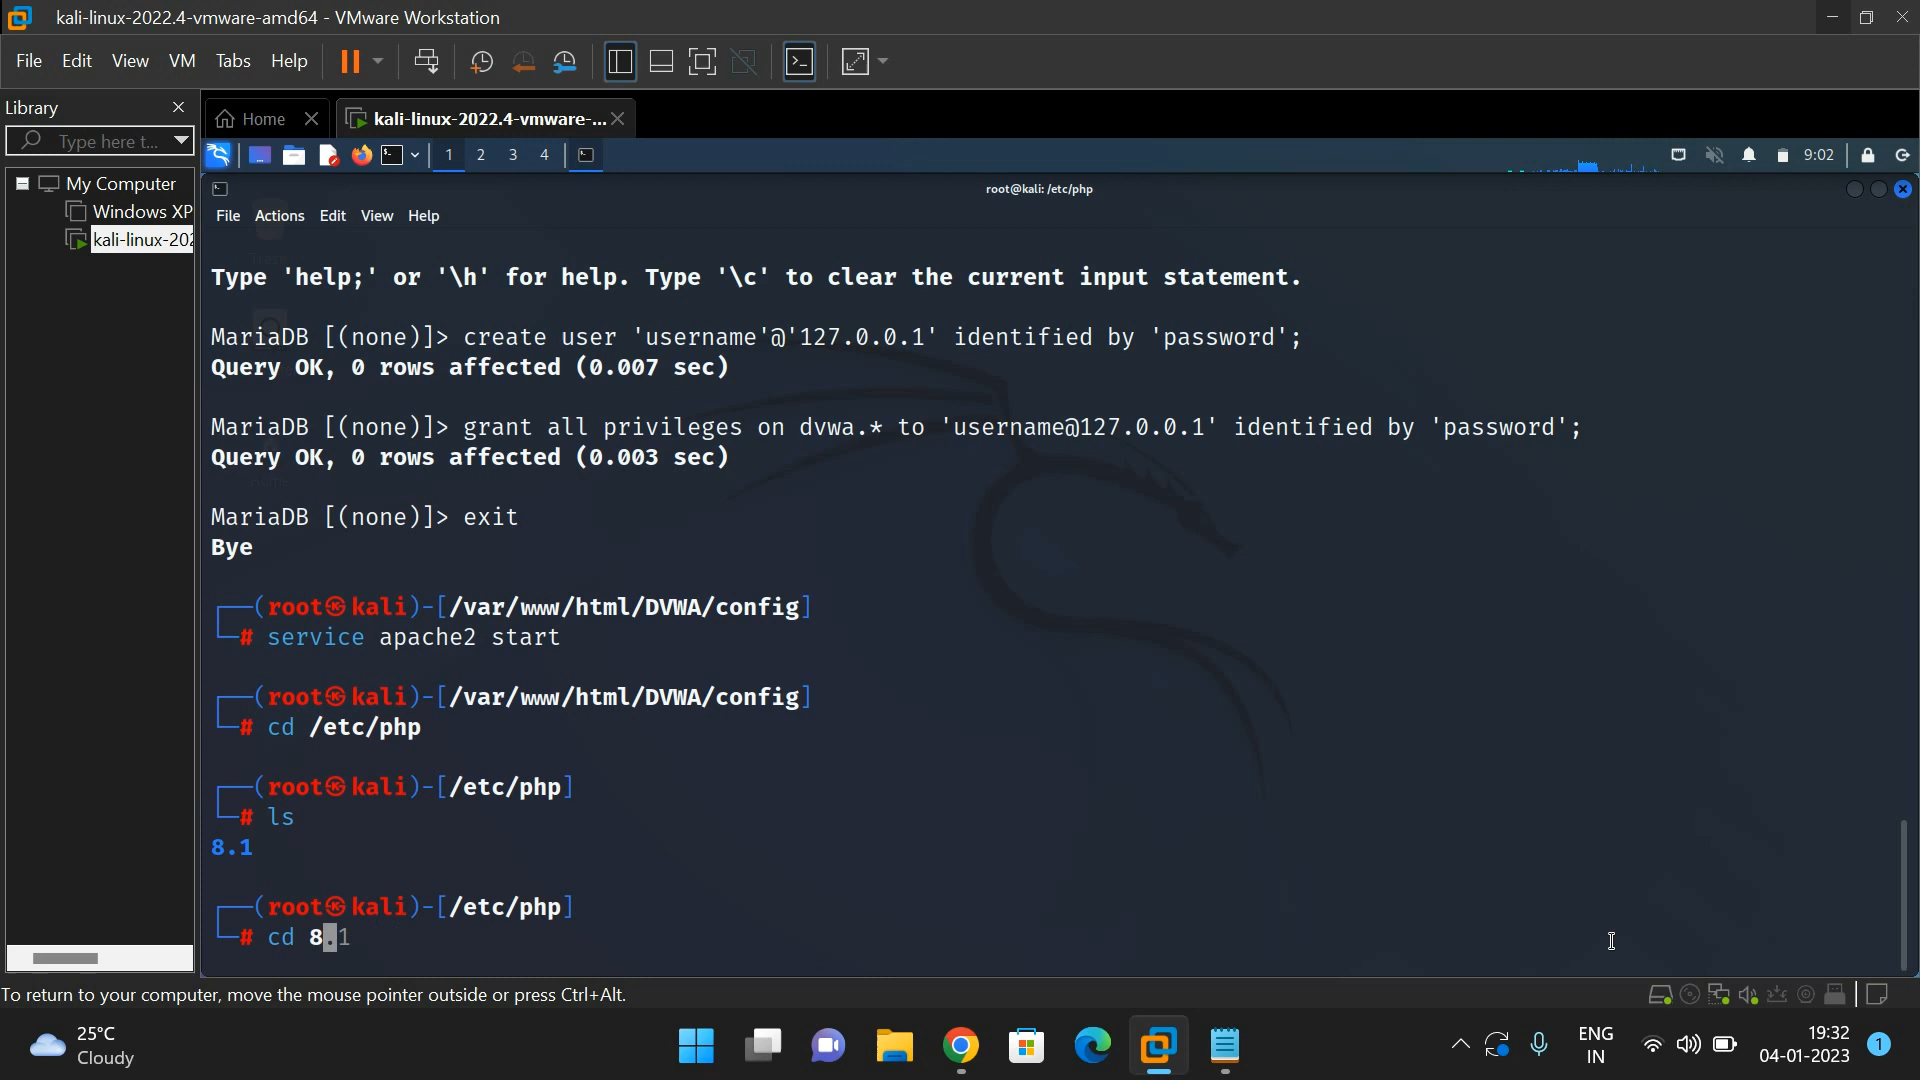 kali-linux-2022.4-vmware-amd64 - VMware Workstation
File Edit View VM Tabs Help
Library
Home
kali-linux-2022.4-vmware-...
Type here t...
1 2 3 4
9:02
My Computer
Windows XP
kali-linux-202
root@kali: /etc/php
File Actions Edit View Help
Type 'help;' or '\h' for help. Type '\c' to clear the current input statement.
MariaDB [(none)]> create user 'username'@'127.0.0.1' identified by 'password';
Query OK, 0 rows affected (0.007 sec)
MariaDB [(none)]> grant all privileges on dvwa.* to 'username@127.0.0.1' identified by 'password';
Query OK, 0 rows affected (0.003 sec)
MariaDB [(none)]> exit
Bye
┌──(root㉿kali)-[/var/www/html/DVWA/config]
└─# service apache2 start
┌──(root㉿kali)-[/var/www/html/DVWA/config]
└─# cd /etc/php
┌──(root㉿kali)-[/etc/php]
└─# ls
8.1
┌──(root㉿kali)-[/etc/php]
└─# cd 8.1
To return to your computer, move the mouse pointer outside or press Ctrl+Alt.
25°C
Cloudy
ENG
IN
19:32
04-01-2023
1